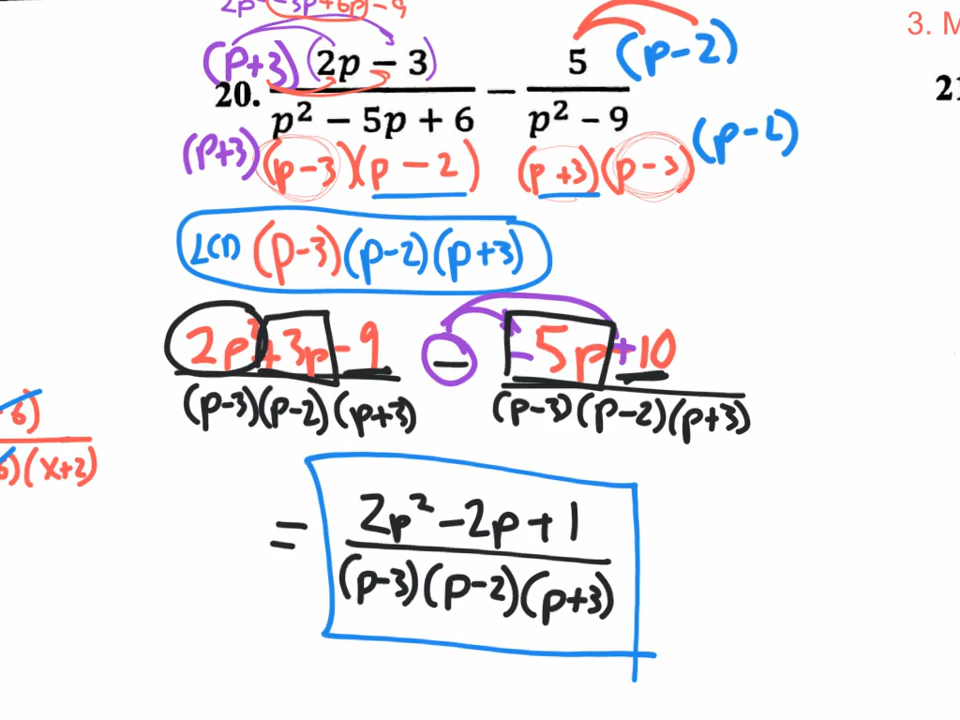 2p² - 3p + 6p - 9
3. M
(p+3) (2p - 3) 5 (p-2)
20. ─ 21
p² - 5p + 6 p² - 9
(p+3) (p-3)(p-2) (p+3)(p-3) (p-2)
LCD (p-3)(p-2)(p+3)
2p² + 3p - 9 - -5p + 10
(p-3)(p-2)(p+3) (p-3)(p-2)(p+3)
6)
6)(x+2)
= 2p² - 2p + 1
(p-3)(p-2)(p+3)